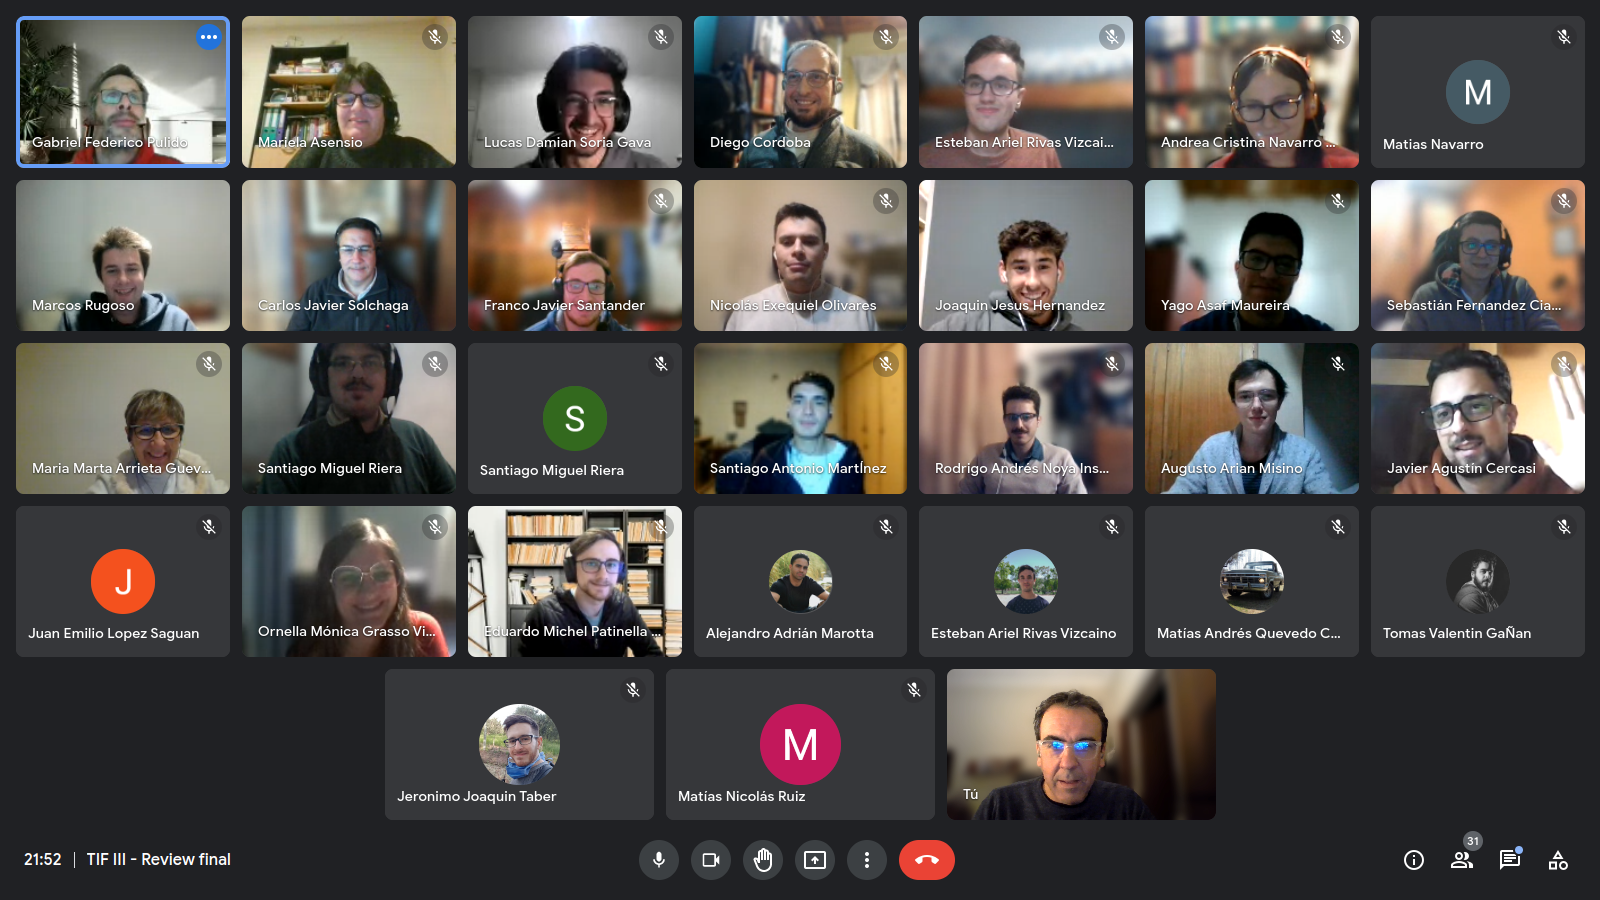 Gabriel Federico Pulido
Mariela Asensio
Lucas Damian Soria Gava
Diego Cordoba
Esteban Ariel Rivas Vizcai...
Andrea Cristina Navarro ...
M
Matias Navarro
Marcos Rugoso
Carlos Javier Solchaga
Franco Javier Santander
Nicolas Exequiel Olivares
Joaquin Jesus Hernandez
Yago Asaf Maureira
Sebastián Fernandez Cia...
Maria Marta Arrieta Guev...
Santiago Miguel Riera
S
Santiago Miguel Riera
Santiago Antonio MartÍnez
Rodrigo Andrés Noya Ins...
Augusto Arian Misino
Javier Agustín Cercasi
J
Juan Emilio Lopez Saguan
Ornella Mónica Grasso Vi...
Eduardo Michel Patinella ...
Alejandro Adrián Marotta
Esteban Ariel Rivas Vizcaino
Matías Andrés Quevedo C...
Tomas Valentin GaÑan
Jeronimo Joaquin Taber
M
Matías Nicolás Ruiz
Tú
21:52 | TIF III - Review final
31